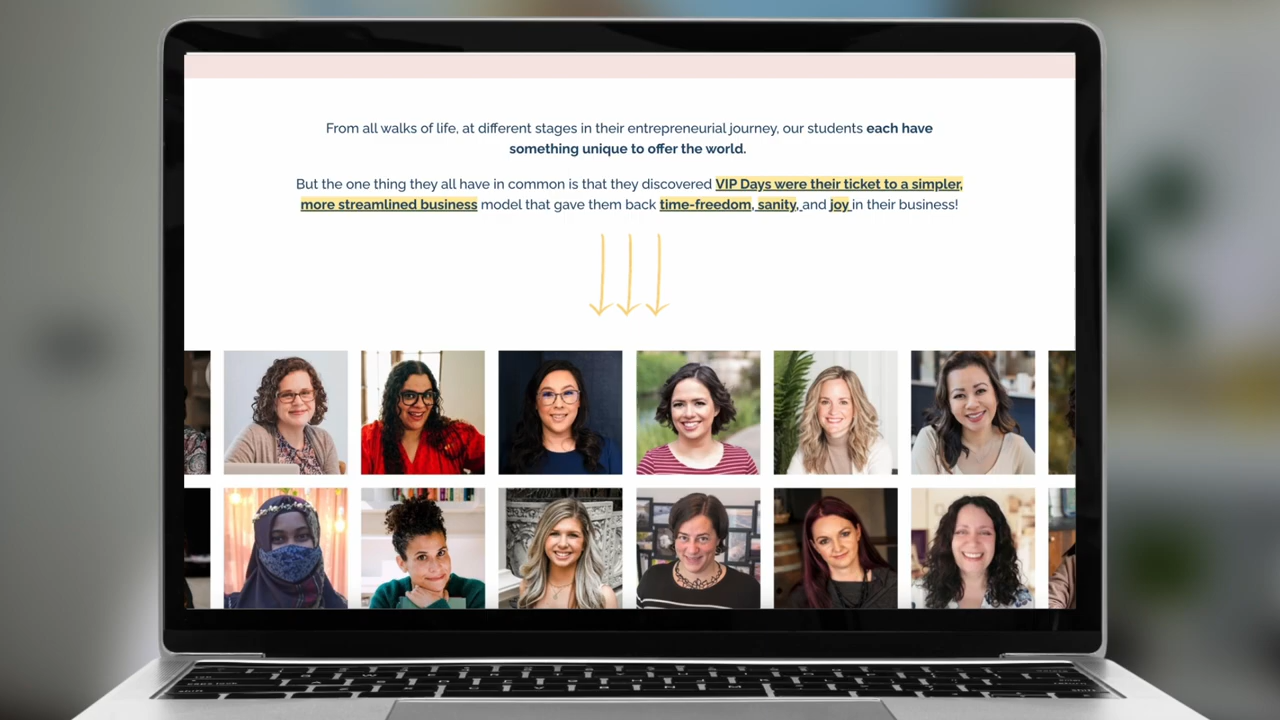 From all walks of life, at different stages in their entrepreneurial journey, our students each have
something unique to offer the world.
But the one thing they all have in common is that they discovered VIP Days were their ticket to a simpler,
more streamlined business model that gave them back time-freedom, sanity, and joy in their business!